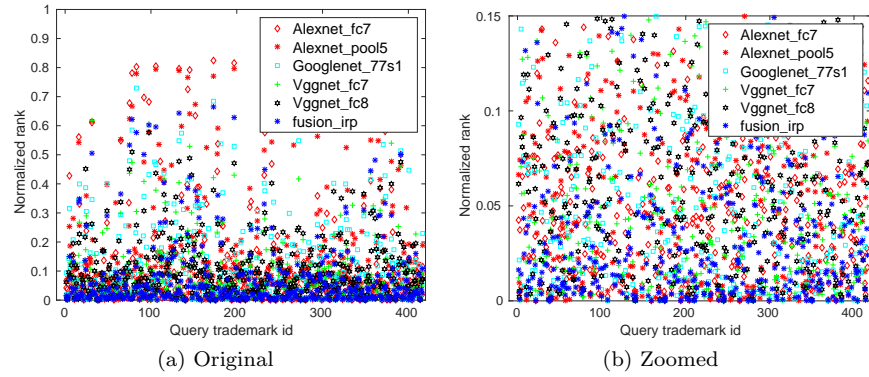 1
0.9
0.8
0.7
0.6
0.5
0.4
0.3
0.2
0.1
0
0 100 200 300 400
Normalized rank
Query trademark id
Alexnet_fc7
Alexnet_pool5
Googlenet_77s1
Vggnet_fc7
Vggnet_fc8
fusion_irp
(a) Original
0.15
0.1
0.05
0
0 100 200 300 400
Normalized rank
Query trademark id
Alexnet_fc7
Alexnet_pool5
Googlenet_77s1
Vggnet_fc7
Vggnet_fc8
fusion_irp
(b) Zoomed